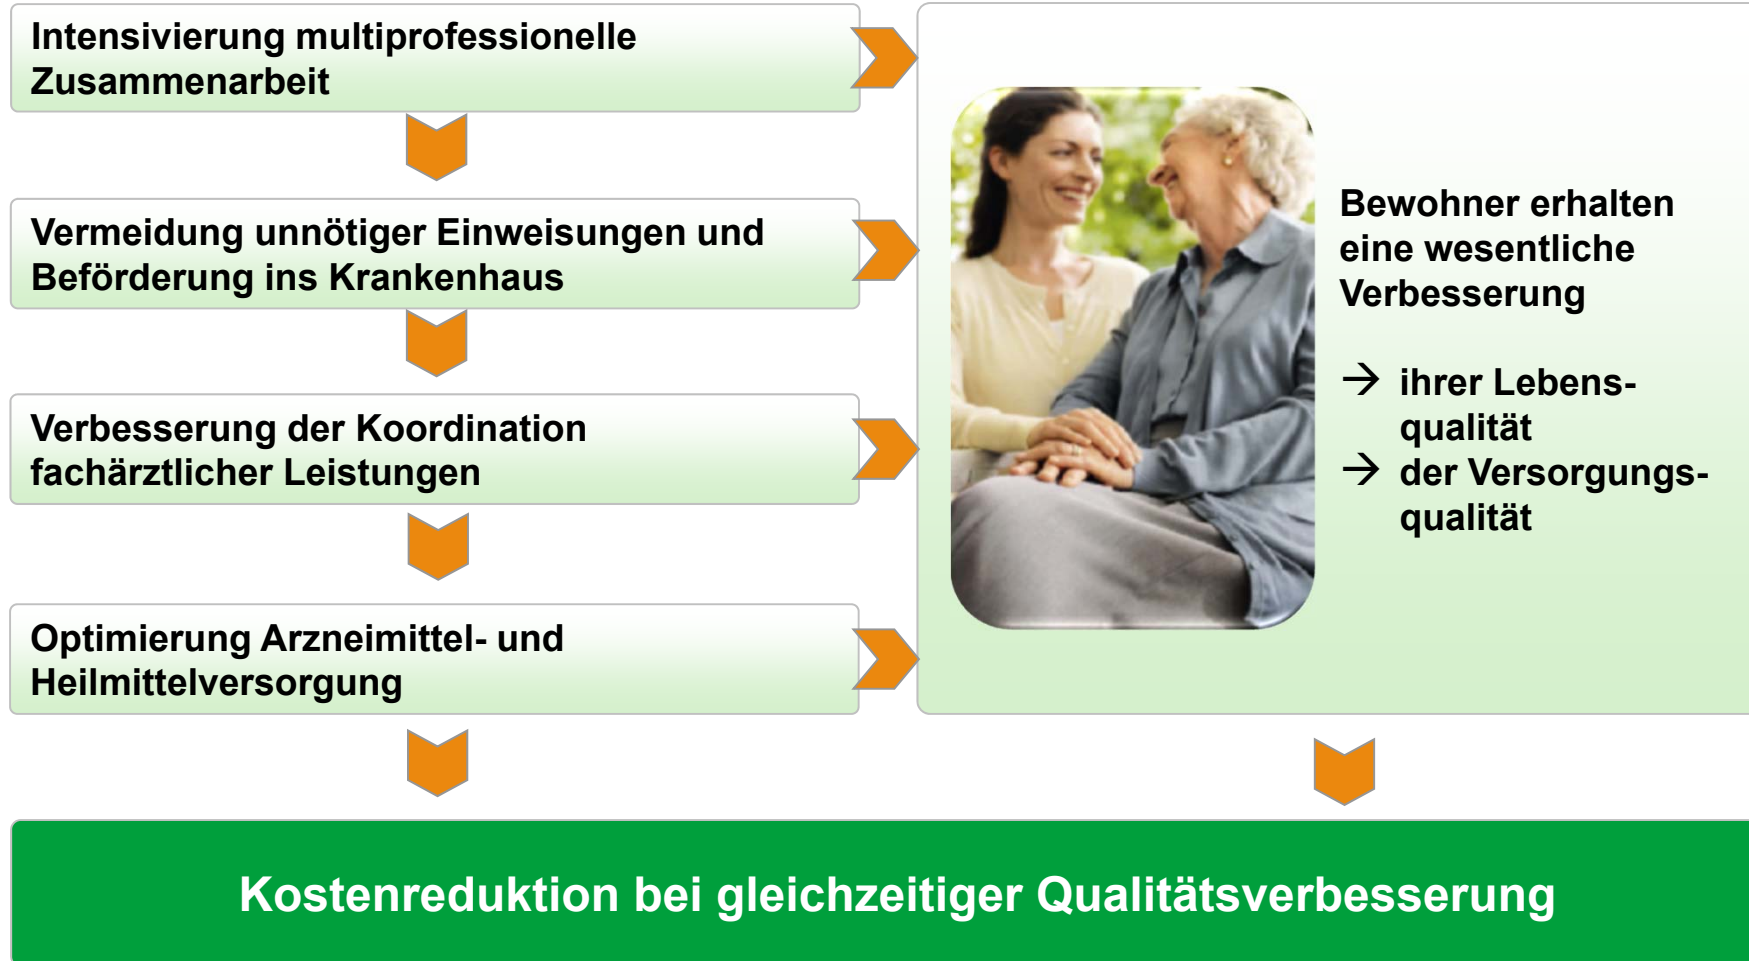 Intensivierung multiprofessionelle
Zusammenarbeit
Vermeidung unnötiger Einweisungen und
Beförderung ins Krankenhaus
Verbesserung der Koordination
fachärztlicher Leistungen
Optimierung Arzneimittel- und
Heilmittelversorgung
Bewohner erhalten
eine wesentliche
Verbesserung
→ ihrer Lebens-
qualität
→ der Versorgungs-
qualität
Kostenreduktion bei gleichzeitiger Qualitätsverbesserung